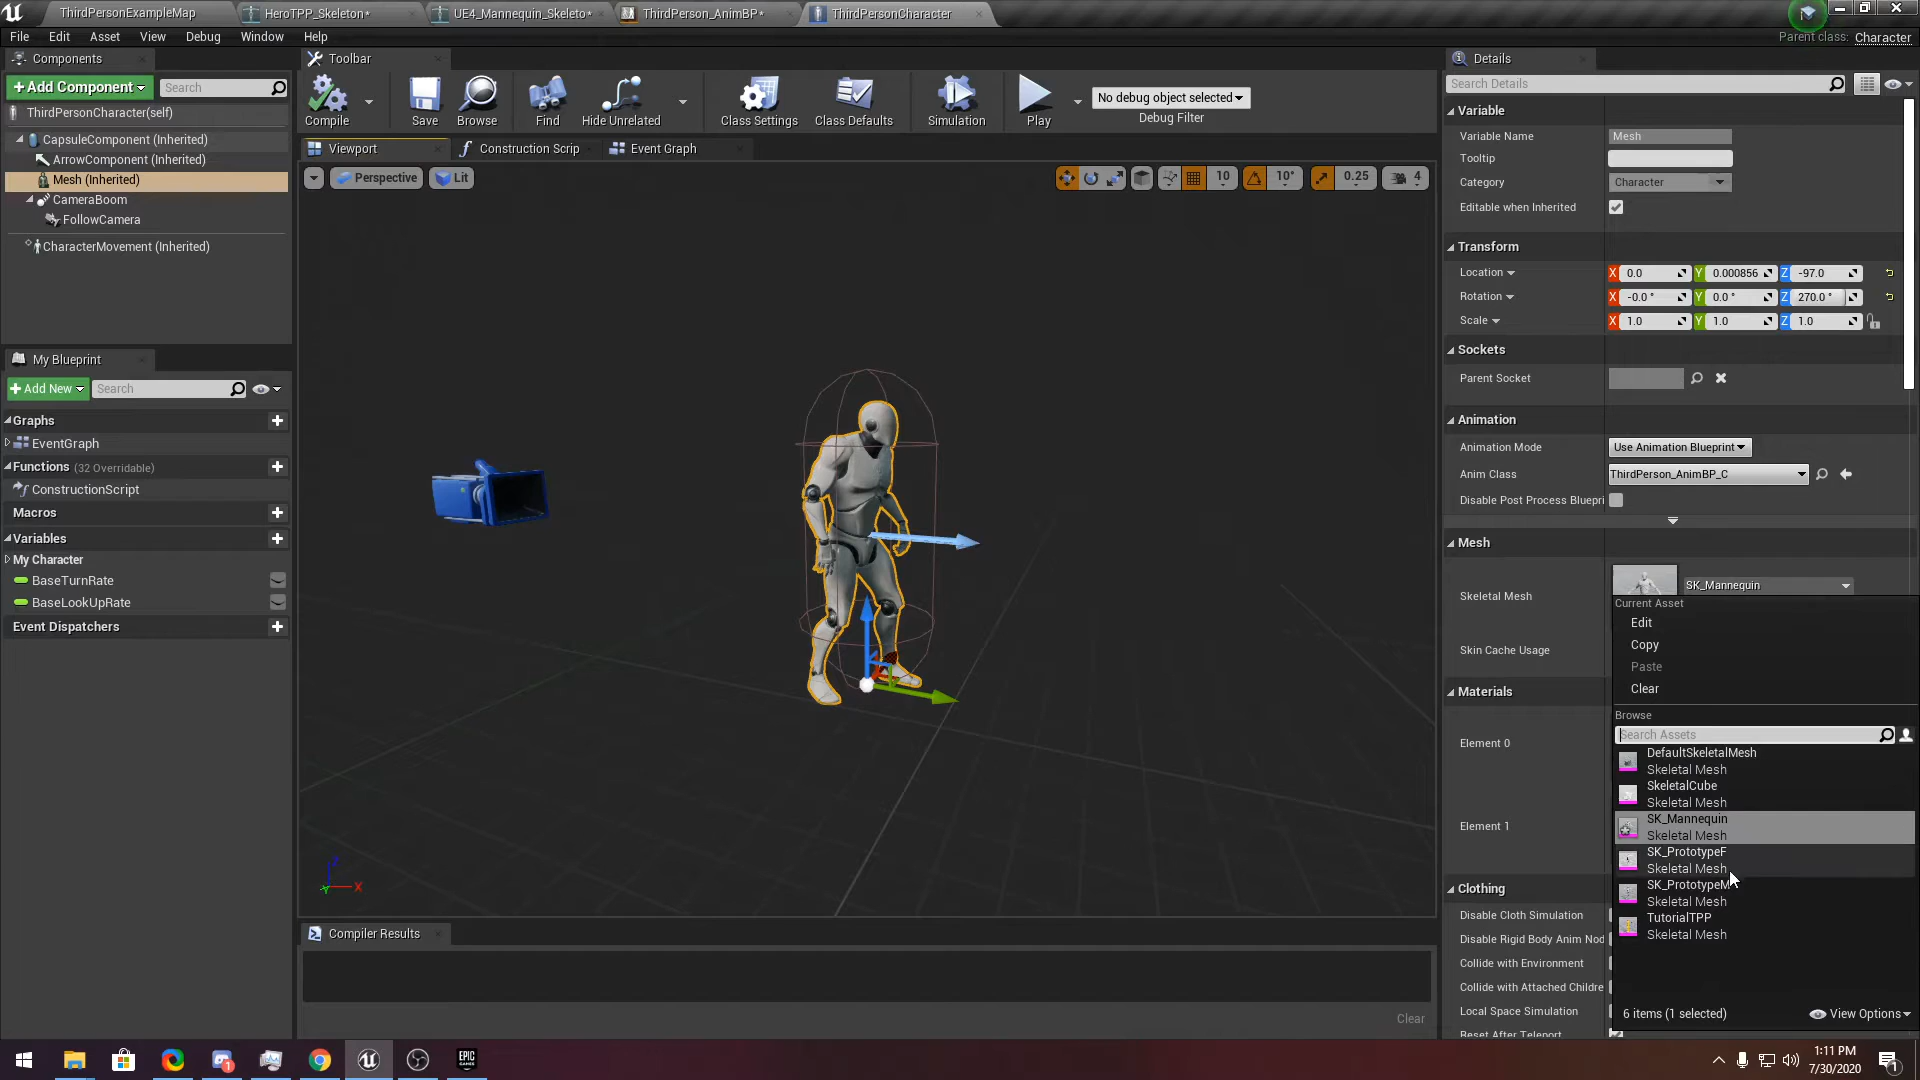 ThirdPersonExampleMap
HeroTPP_Skeleton*
UE4_Mannequin_Skeleto*
ThirdPerson_AnimBP*
ThirdPersonCharacter
File Edit Asset View Debug Window Help
Parent class: Character
Components
+Add Component
Search
ThirdPersonCharacter(self)
CapsuleComponent (Inherited)
ArrowComponent (Inherited)
Mesh (Inherited)
CameraBoom
FollowCamera
CharacterMovement (Inherited)
My Blueprint
+Add New
Search
Graphs
EventGraph
Functions (32 Overridable)
ConstructionScript
Macros
Variables
My Character
BaseTurnRate
BaseLookUpRate
Event Dispatchers
Toolbar
Compile
Save
Browse
Find
Hide Unrelated
Class Settings
Class Defaults
Simulation
Play
No debug object selected
Debug Filter
Viewport
Construction Scrip
Event Graph
Perspective
Lit
10
10°
0.25
4
Z
X
Y
Compiler Results
Clear
Details
Search Details
Variable
Variable Name Mesh
Tooltip
Category Character
Editable when Inherited
Transform
Location X 0.0 Y 0.000856 Z -97.0
Rotation X -0.0 ° Y 0.0 ° Z 270.0 °
Scale X 1.0 Y 1.0 Z 1.0
Sockets
Parent Socket
Animation
Animation Mode Use Animation Blueprint
Anim Class ThirdPerson_AnimBP_C
Disable Post Process Bluepri
Mesh
Skeletal Mesh
SK_Mannequin
Skin Cache Usage
Materials
Element 0
Element 1
Clothing
Disable Cloth Simulation
Disable Rigid Body Anim Nod
Collide with Environment
Collide with Attached Childre
Local Space Simulation
Reset After Teleport
Current Asset
Edit
Copy
Paste
Clear
Browse
Search Assets
DefaultSkeletalMesh
Skeletal Mesh
SkeletalCube
Skeletal Mesh
SK_Mannequin
Skeletal Mesh
SK_PrototypeF
Skeletal Mesh
SK_PrototypeM
Skeletal Mesh
TutorialTPP
Skeletal Mesh
6 items (1 selected)
View Options
EPIC
GAMES
1
1:11 PM
7/30/2020
1